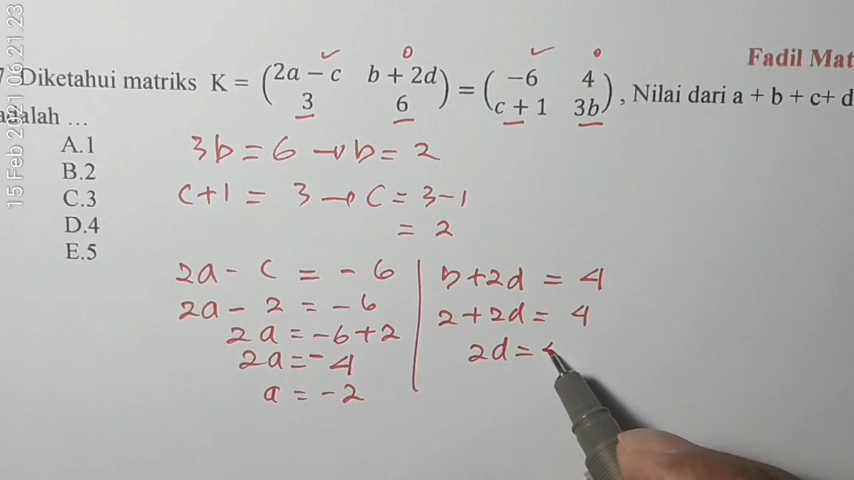 15 Feb 2021 06.21.23
Fadil Mat
7. Diketahui matriks K = (2a − c b + 2d) = (−6 4), Nilai dari a + b + c+ d
3 6 c + 1 3b
adalah ...
A.1
B.2
C.3
D.4
E.5
3b = 6 → b = 2
c+1 = 3 → c = 3-1
= 2
2a - c = - 6
2a - 2 = -6
2a = -6+2
2a = -4
a = -2
b+2d = 4
2+2d = 4
2d =